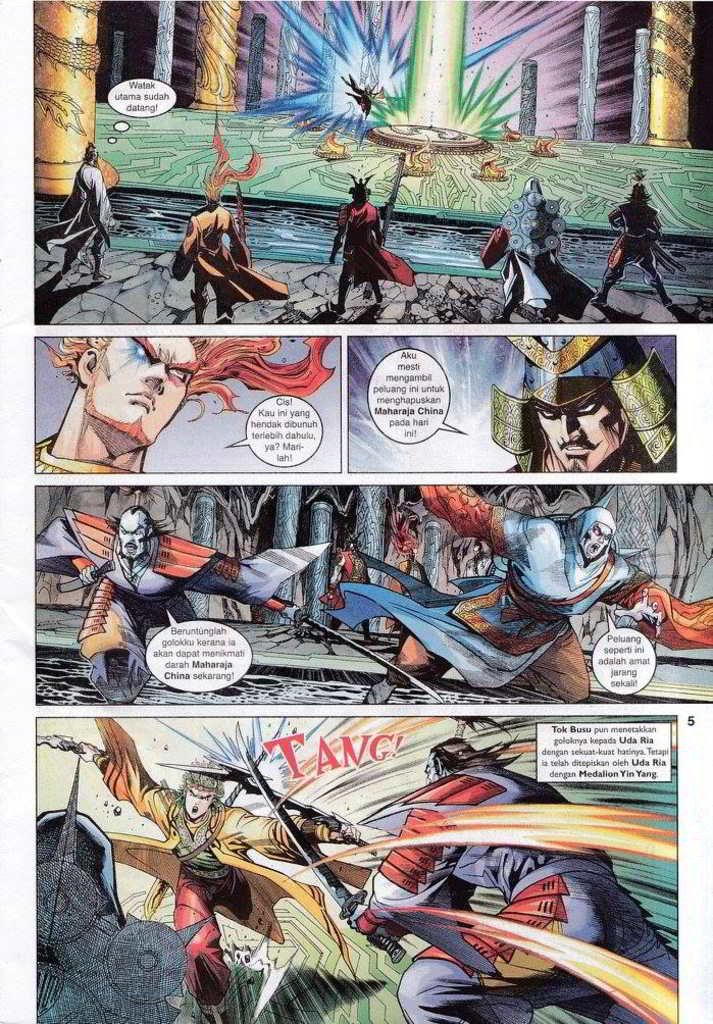 Watak
utama sudah
datang!
Cis!
Kau ini yang
hendak dibunuh
terlebih dahulu,
ya? Mari-
lah!
Aku
mesti
mengambil
peluang ini untuk
menghapuskan
Maharaja China
pada hari
ini!
Beruntunglah
golokku kerana ia
akan dapat menikmati
darah Maharaja
China sekarang!
Peluang
seperti ini
adalah amat
jarang
sekali!
5
TANG!
Tok Busu pun menetakkan
goloknya kepada Uda Ria
dengan sekuat-kuat hatinya. Tetapi
ia telah ditepiskan oleh Uda Ria
dengan Medalion Yin Yang.